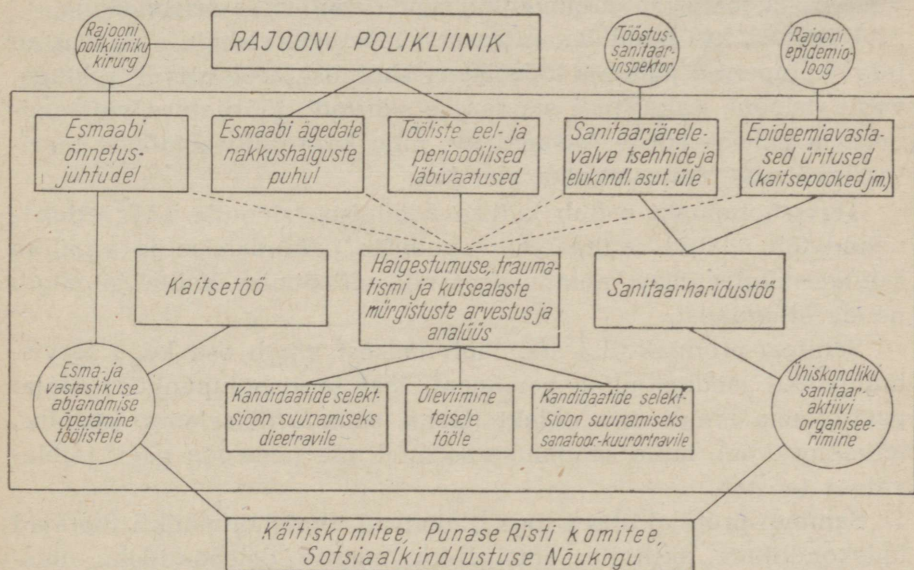 Rajooni
polikliiniku
kirurg
RAJOONI POLIKLIINIK
Tööstus-
sanitaar-
inspektor
Rajooni
epidemio-
loog
Esmaabi
õnnetus-
juhtudel
Esmaabi ägedale
nakkushaiguste
puhul
Tööliste eel- ja
perioodilised
läbivaatused
Sanitaarjärele-
valve tsehhide ja
elukondl. asut. üle
Epideemiavasta-
sed üritused
(kaitsepooked jm.)
Kaitsetöö
Haigestumuse, trauma-
tismi ja kutsealaste
mürgistuste arvestus ja
analüüs
Sanitaarharidustöö
Esma- ja
vastastikuse
abiandmise
õpetamine
töölistele
Kandidaatide selekt-
sioon suunamiseks
dieetravile
Üleviimine
teisele
tööle
Kandidaatide selekt-
sioon suunamiseks
sanatoor-kuurortravile
Ühiskondliku
sanitaar-
aktiivi
organisee-
rimine
Käitiskomitee, Punase Risti komitee,
Sotsiaalkindlustuse Nõukogu